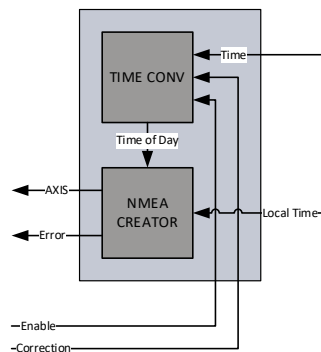 Time
TIME CONV
Time of Day
AXIS
NMEA
CREATOR
Local Time
Error
Enable
Correction